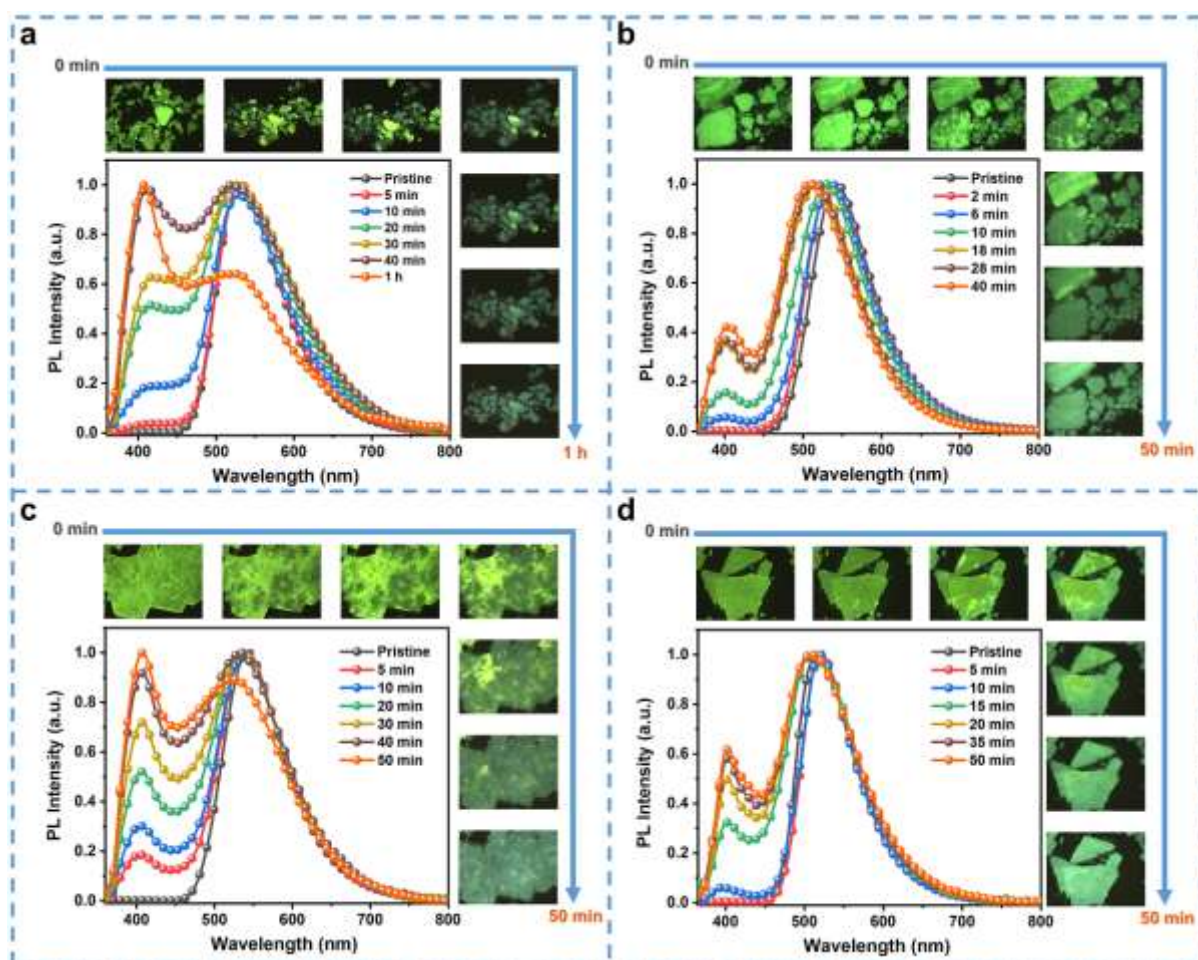 a
0 min
PL Intensity (a.u.)
1.0
0.8
0.6
0.4
0.2
0.0
Pristine
5 min
10 min
20 min
30 min
40 min
1 h
400 500 600 700 800
Wavelength (nm)
1 h
b
0 min
PL Intensity (a.u.)
1.0
0.8
0.6
0.4
0.2
0.0
Pristine
2 min
6 min
10 min
18 min
28 min
40 min
400 500 600 700 800
Wavelength (nm)
50 min
c
0 min
PL Intensity (a.u.)
1.0
0.8
0.6
0.4
0.2
0.0
Pristine
5 min
10 min
20 min
30 min
40 min
50 min
400 500 600 700 800
Wavelength (nm)
50 min
d
0 min
PL Intensity (a.u.)
1.0
0.8
0.6
0.4
0.2
0.0
Pristine
5 min
10 min
15 min
20 min
35 min
50 min
400 500 600 700 800
Wavelength (nm)
50 min